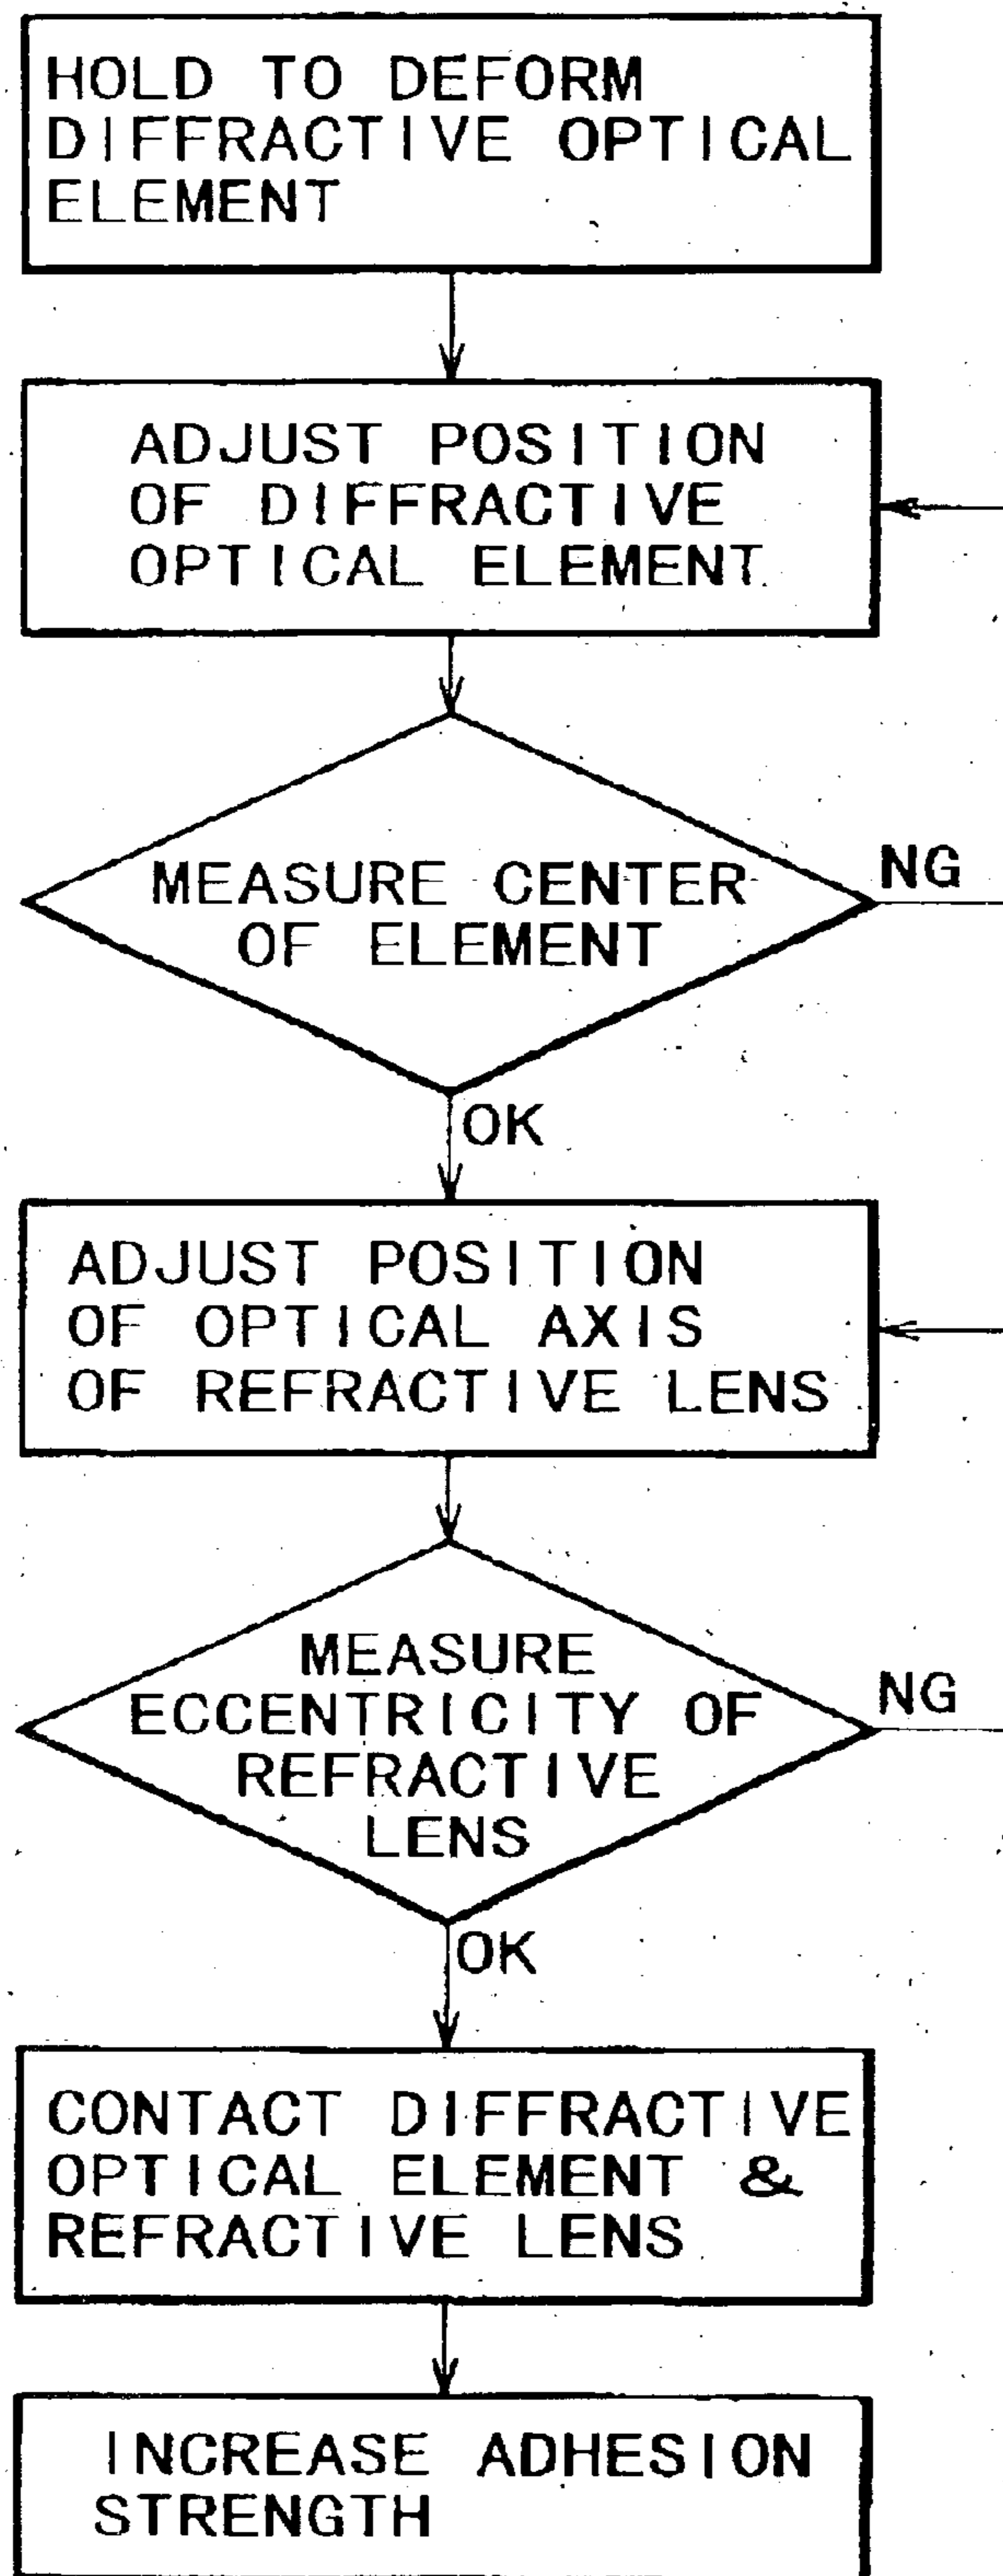 HOLD TO DEFORM
DIFFRACTIVE OPTICAL
ELEMENT
ADJUST POSITION
OF DIFFRACTIVE
OPTICAL ELEMENT
MEASURE CENTER
OF ELEMENT
NG
OK
ADJUST POSITION
OF OPTICAL AXIS
OF REFRACTIVE LENS
MEASURE
ECCENTRICITY OF
REFRACTIVE
LENS
NG
OK
CONTACT DIFFRACTIVE
OPTICAL ELEMENT &
REFRACTIVE LENS
INCREASE ADHESION
STRENGTH